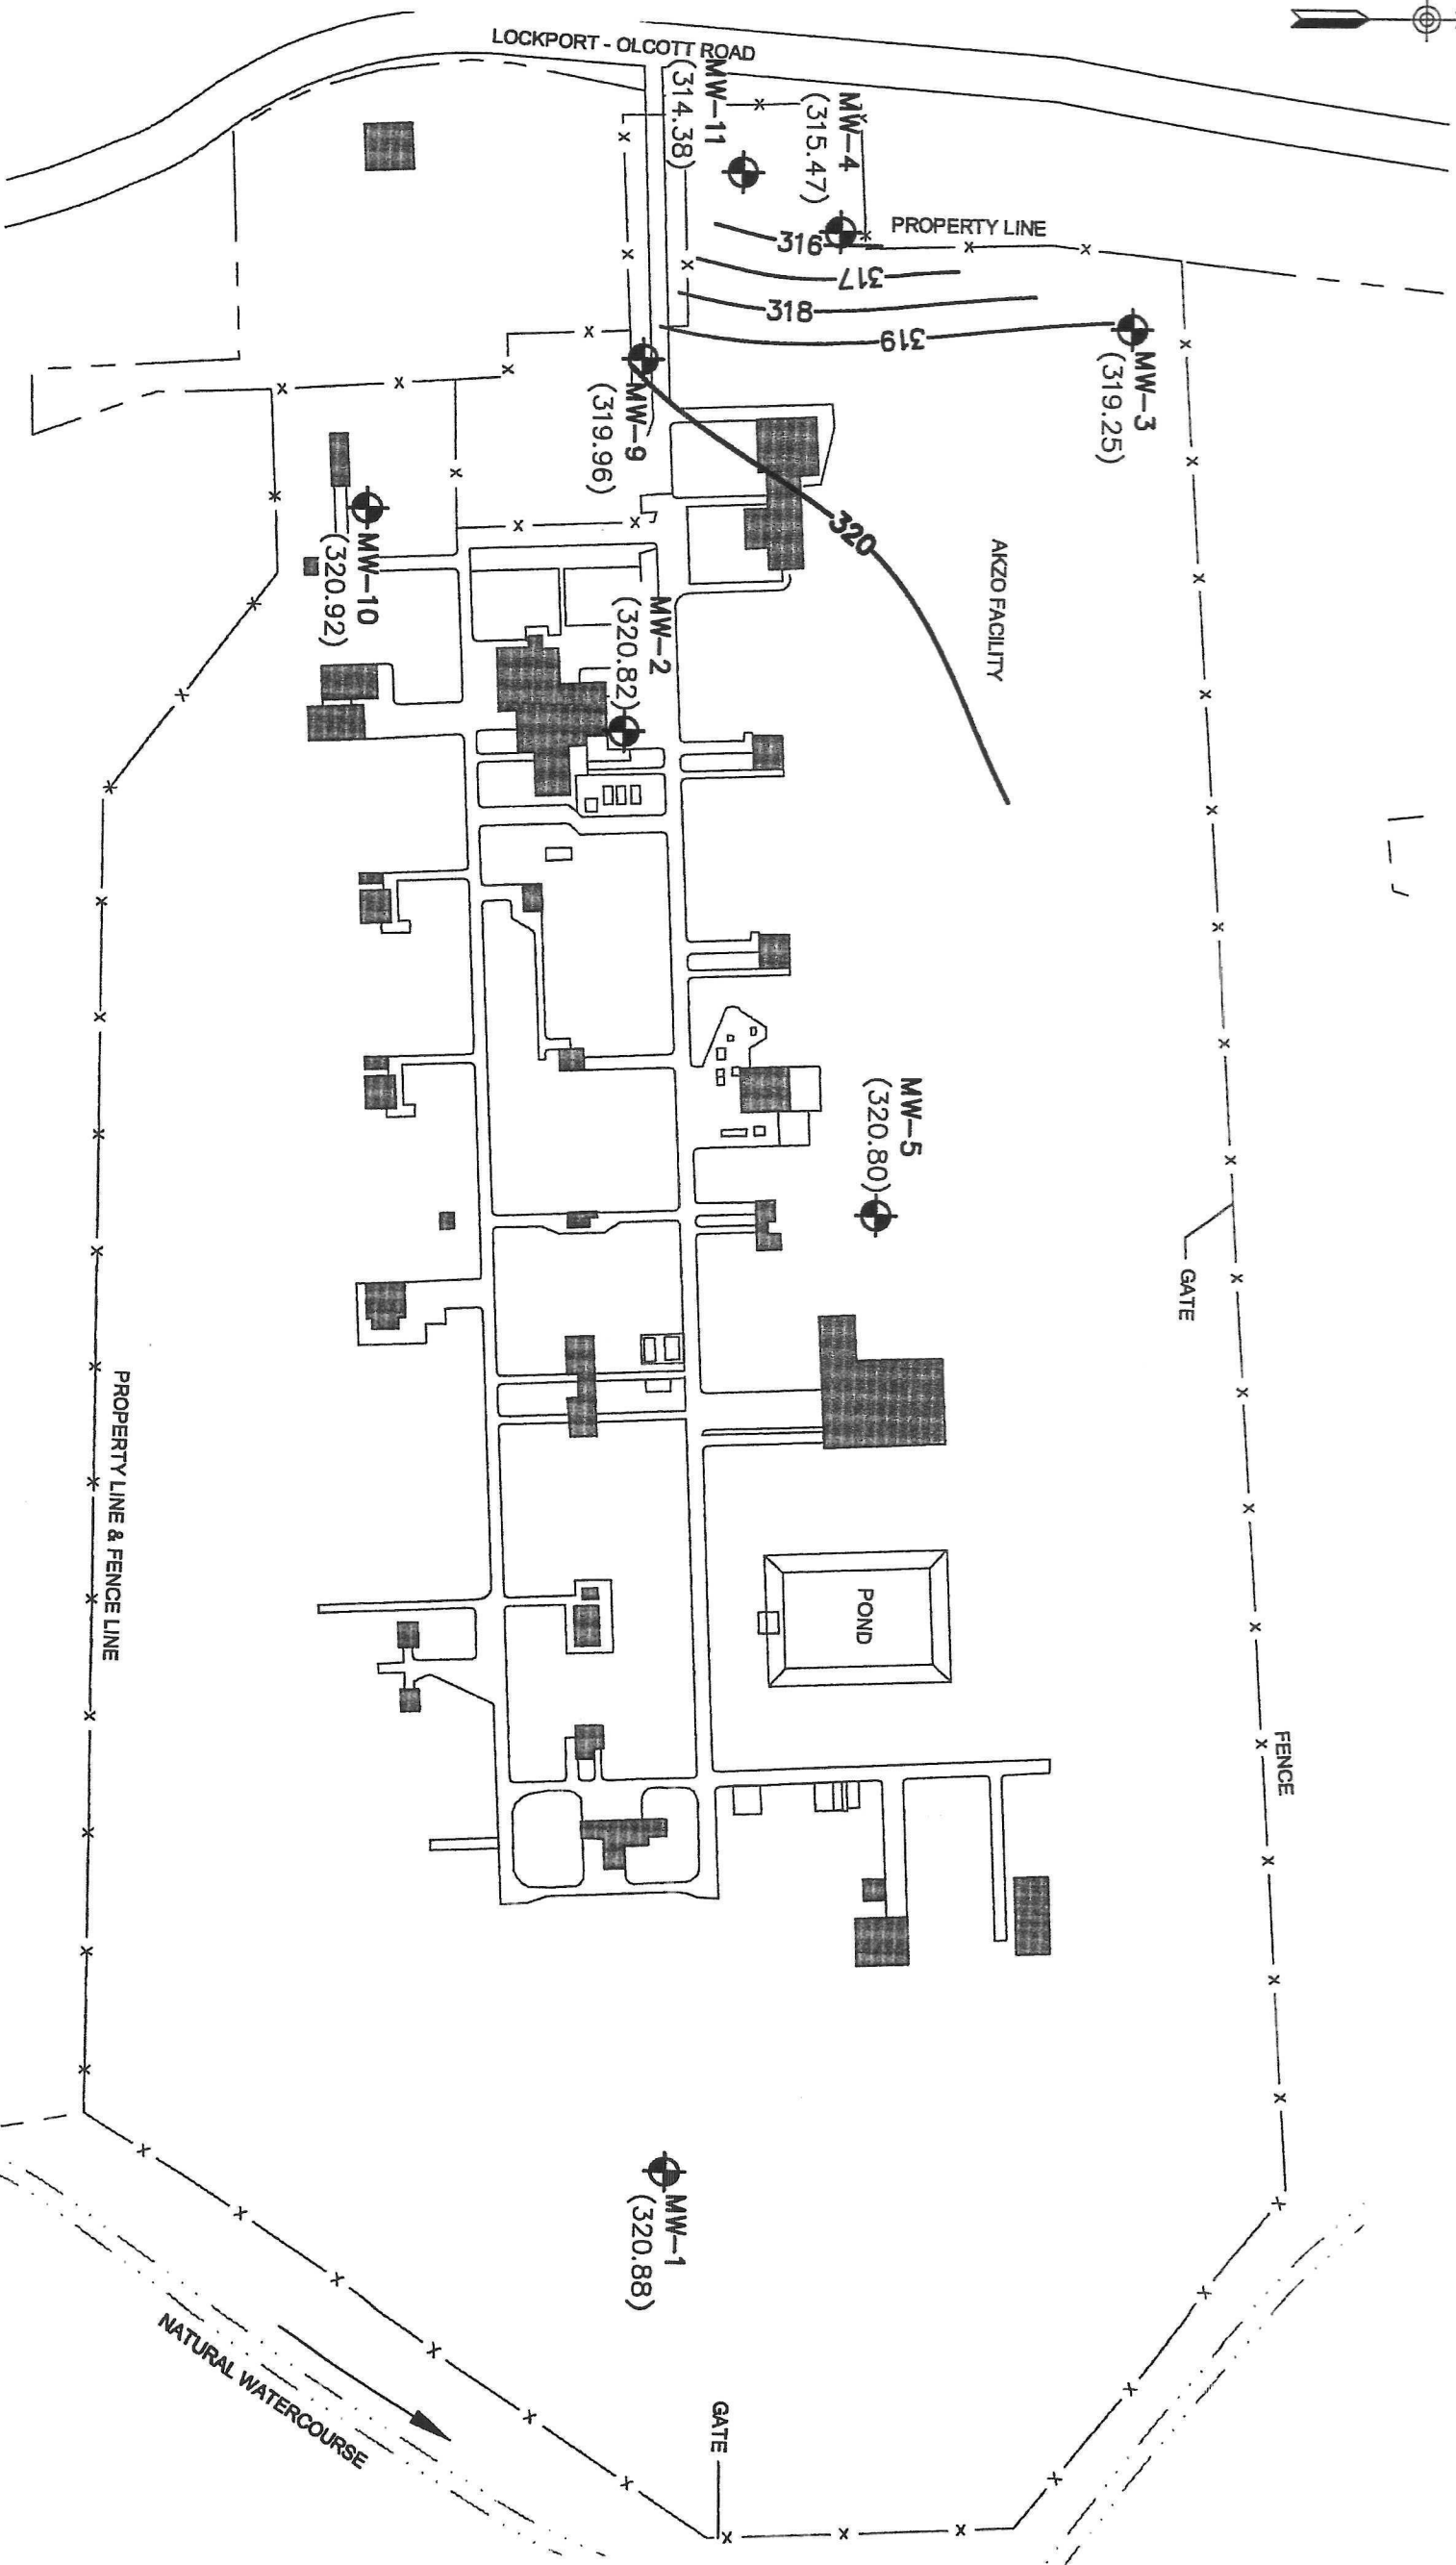 LOCKPORT - OLCOTT ROAD
MW-11
(314.38)
MW-4
(315.47)
PROPERTY LINE
316
317
318
319
MW-3
(319.25)
MW-9
(319.96)
320
AKZO FACILITY
MW-10
(320.92)
MW-2
(320.82)
MW-5
(320.80)
GATE
PROPERTY LINE & FENCE LINE
POND
FENCE
MW-1
(320.88)
NATURAL WATERCOURSE
GATE